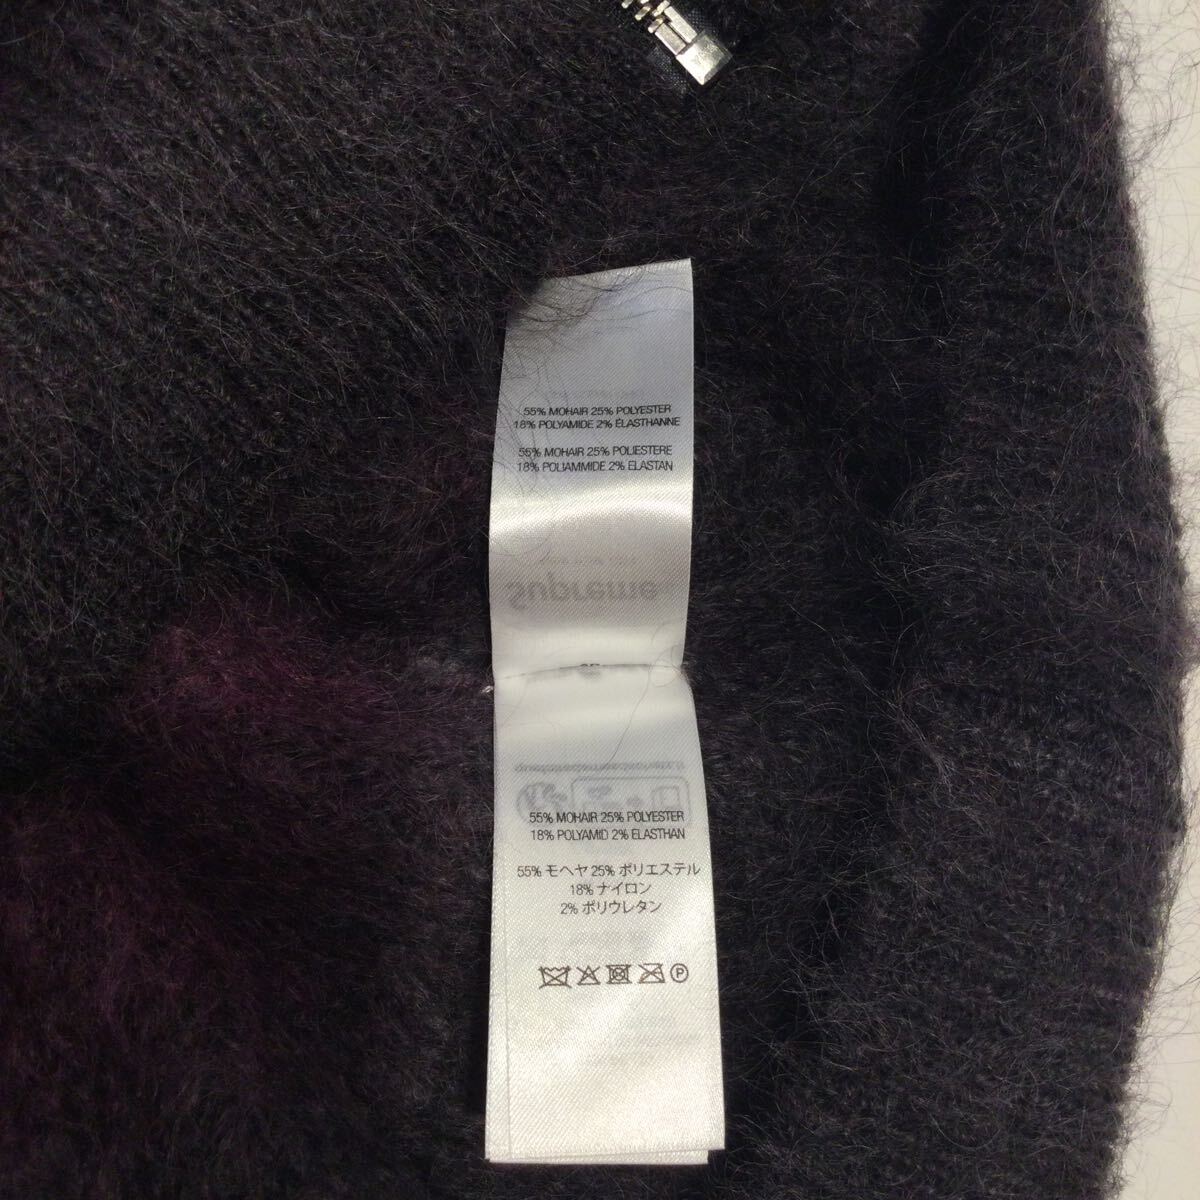 55% MOHAIR 25% POLYESTER
18% POLYAMIDE 2% ÉLASTHANNE
55% MOHAIR 25% POLIESTERE
18% POLIAMMIDE 2% ELASTAN
Supreme
55% MOHAIR 25% POLYESTER
18% POLYAMID 2% ELASTHAN
55% モヘヤ 25% ポリエステル
18% ナイロン
2% ポリウレタン
P